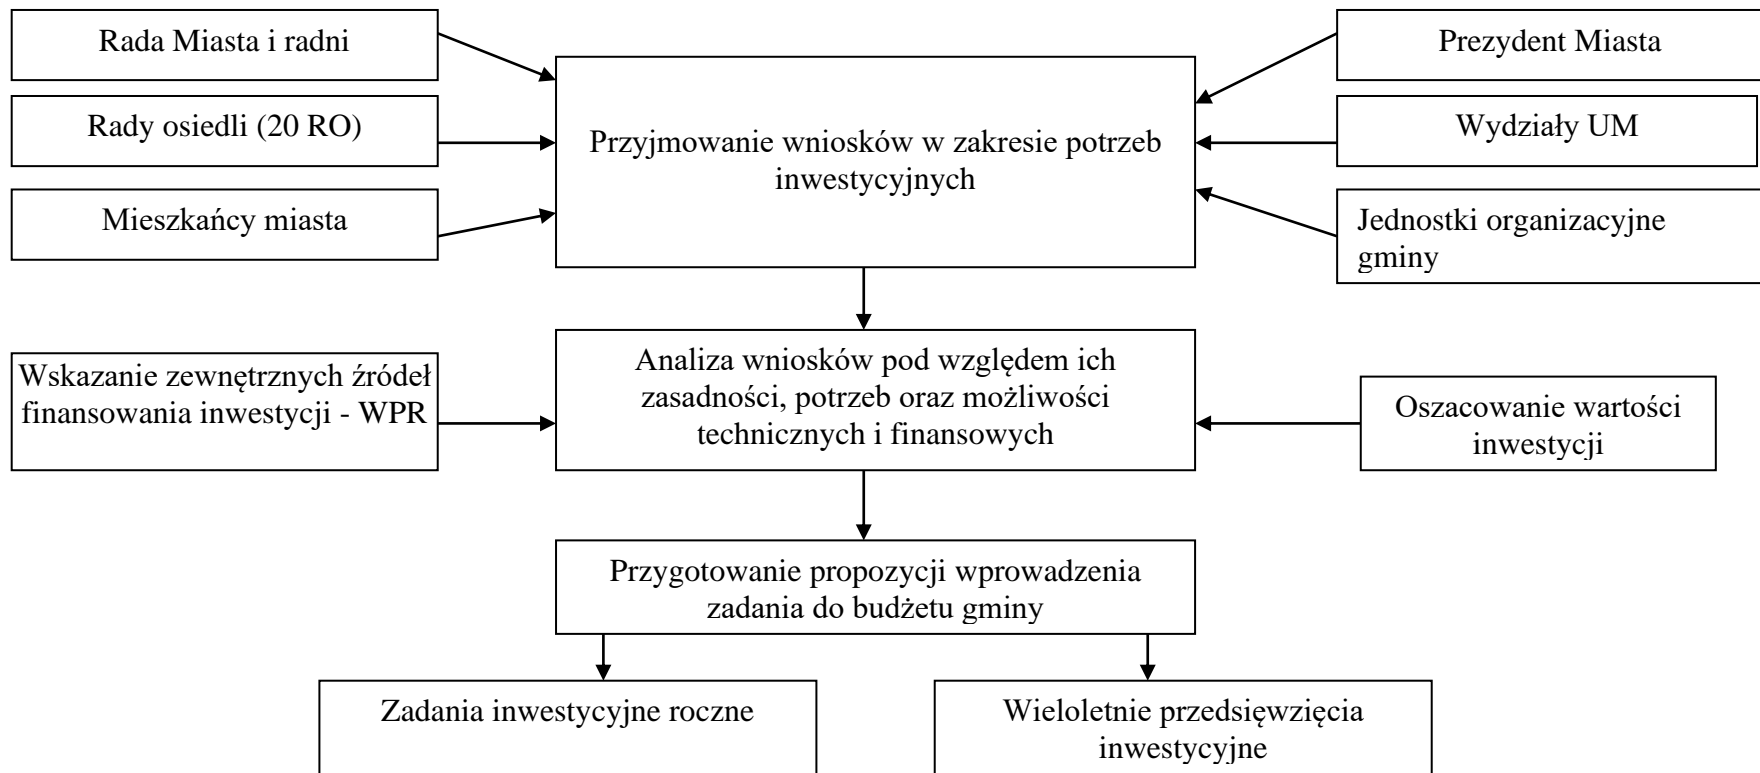 Rada Miasta i radni
Prezydent Miasta
Rady osiedli (20 RO)
Przyjmowanie wniosków w zakresie potrzeb
inwestycyjnych
Wydziały UM
Mieszkańcy miasta
Jednostki organizacyjne
gminy
Wskazanie zewnętrznych źródeł
finansowania inwestycji - WPR
Analiza wniosków pod względem ich
zasadności, potrzeb oraz możliwości
technicznych i finansowych
Oszacowanie wartości
inwestycji
Przygotowanie propozycji wprowadzenia
zadania do budżetu gminy
Zadania inwestycyjne roczne
Wieloletnie przedsięwzięcia
inwestycyjne